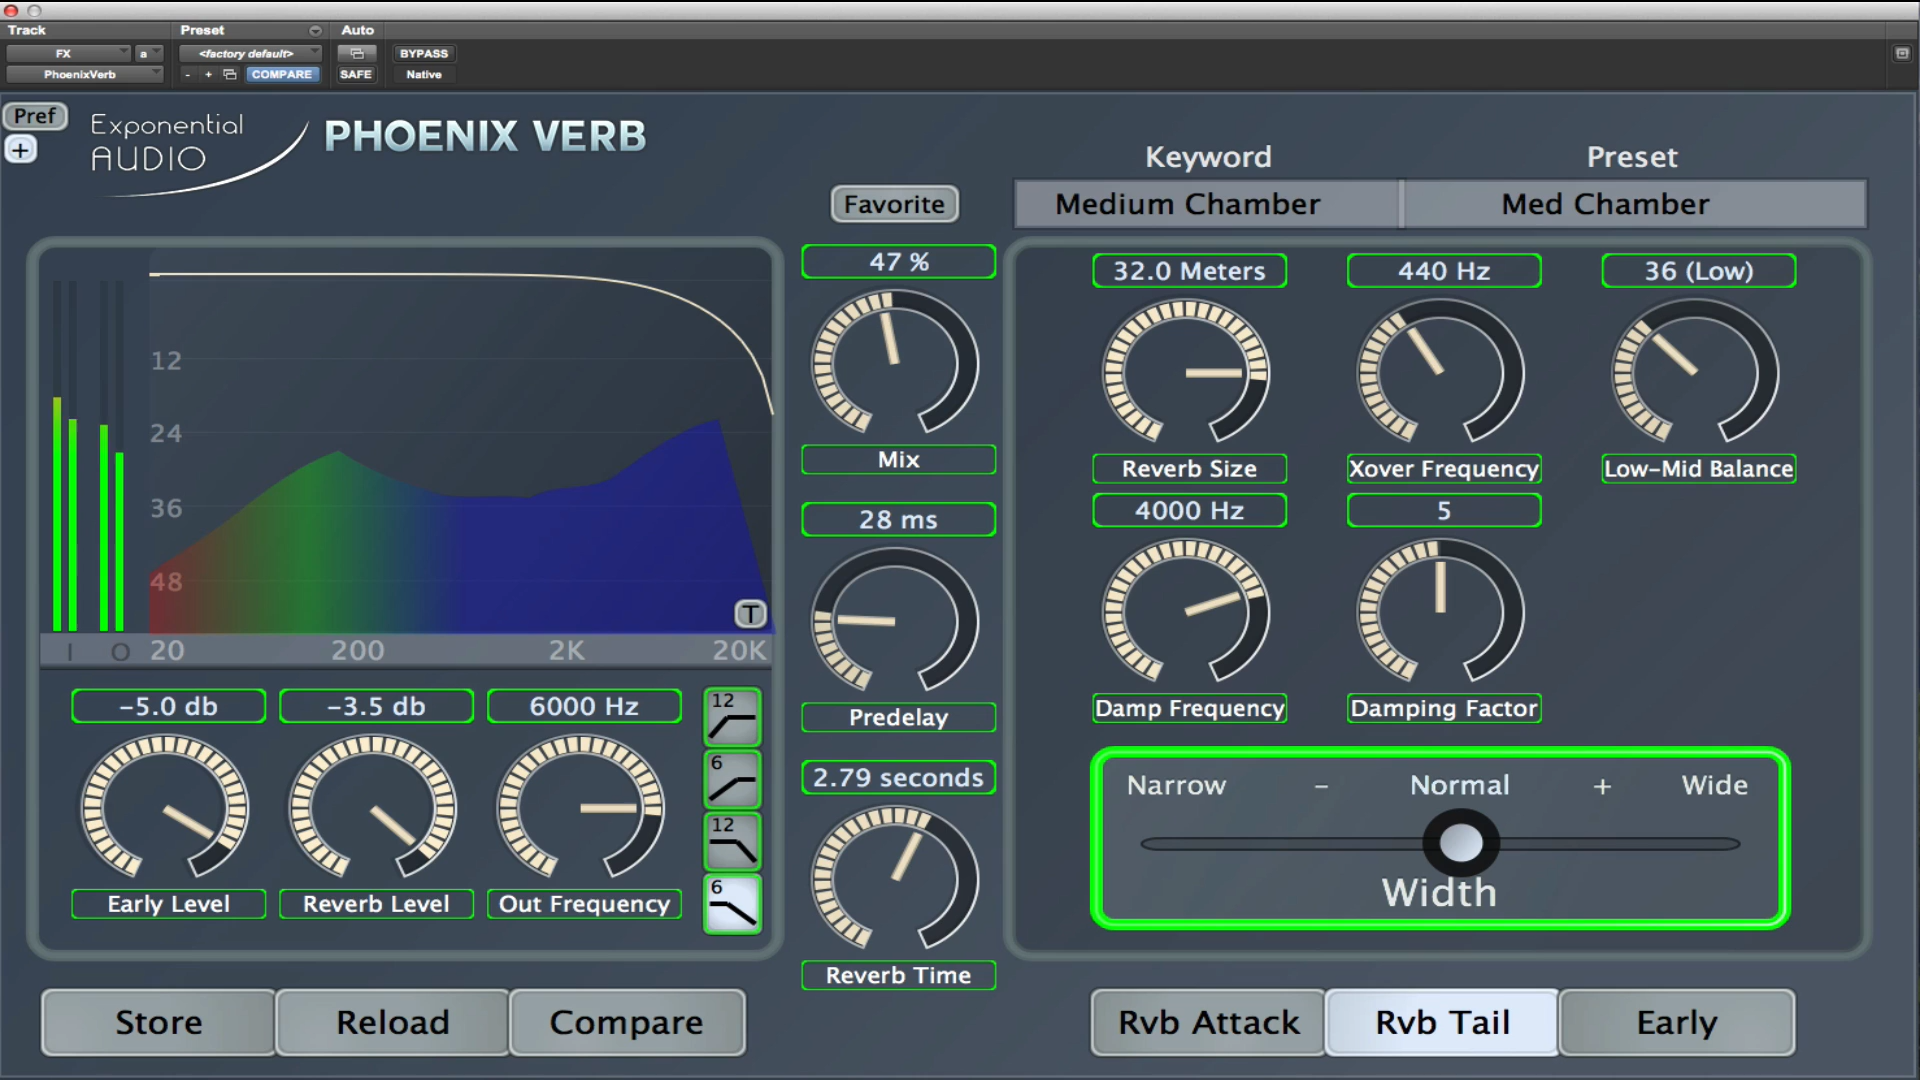 Track
Preset
Auto
FX
a
<factory default>
BYPASS
PhoenixVerb
- +
COMPARE
SAFE
Native
Pref
+
Exponential
AUDIO
PHOENIX VERB
Keyword
Preset
Favorite
Medium Chamber
Med Chamber
12
24
36
48
T
I O 20 200 2K 20K
47 %
Mix
28 ms
Predelay
2.79 seconds
Reverb Time
32.0 Meters
440 Hz
36 (Low)
Reverb Size
Xover Frequency
Low-Mid Balance
4000 Hz
5
Damp Frequency
Damping Factor
-5.0 db
-3.5 db
6000 Hz
12
6
12
6
Early Level
Reverb Level
Out Frequency
Narrow - Normal + Wide
Width
Store
Reload
Compare
Rvb Attack
Rvb Tail
Early